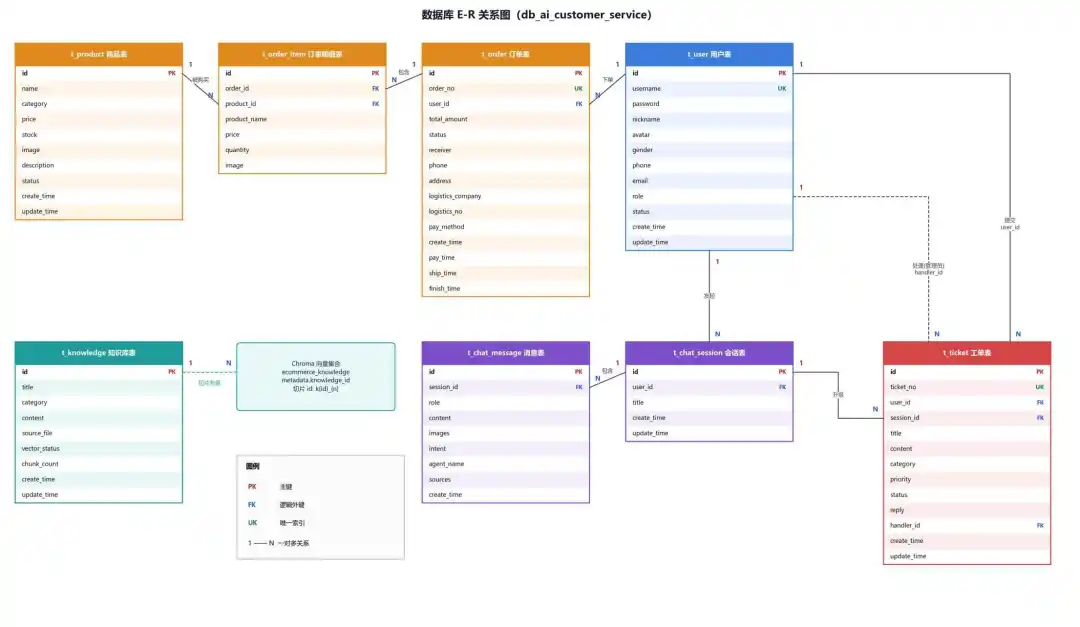 数据库 E-R 关系图（db_ai_customer_service）
t_product 商品表
id PK
name
category
price
stock
image
description
status
create_time
update_time
1
被购买
N
t_order_item 订单明细表
id PK
order_id FK
product_id FK
product_name
price
quantity
image
1
包含
N
t_order 订单表
id PK
order_no UK
user_id FK
total_amount
status
receiver
phone
address
logistics_company
logistics_no
pay_method
create_time
pay_time
ship_time
finish_time
1
下单
N
t_user 用户表
id PK
username UK
password
nickname
avatar
gender
phone
email
role
status
create_time
update_time
1
提交
user_id
N
1
处理(管理员)
handler_id
N
1
发起
N
t_knowledge 知识库表
id PK
title
category
content
source_file
vector_status
chunk_count
create_time
update_time
1
N
切片向量
Chroma 向量集合
ecommerce_knowledge
metadata.knowledge_id
切片 id: k{id}_{n}
图例
PK 主键
FK 逻辑外键
UK 唯一索引
1 —— N 一对多关系
t_chat_message 消息表
id PK
session_id FK
role
content
images
intent
agent_name
sources
create_time
1
包含
N
t_chat_session 会话表
id PK
user_id FK
title
create_time
update_time
1
升级
N
t_ticket 工单表
id PK
ticket_no UK
user_id FK
session_id FK
title
content
category
priority
status
reply
handler_id FK
create_time
update_time